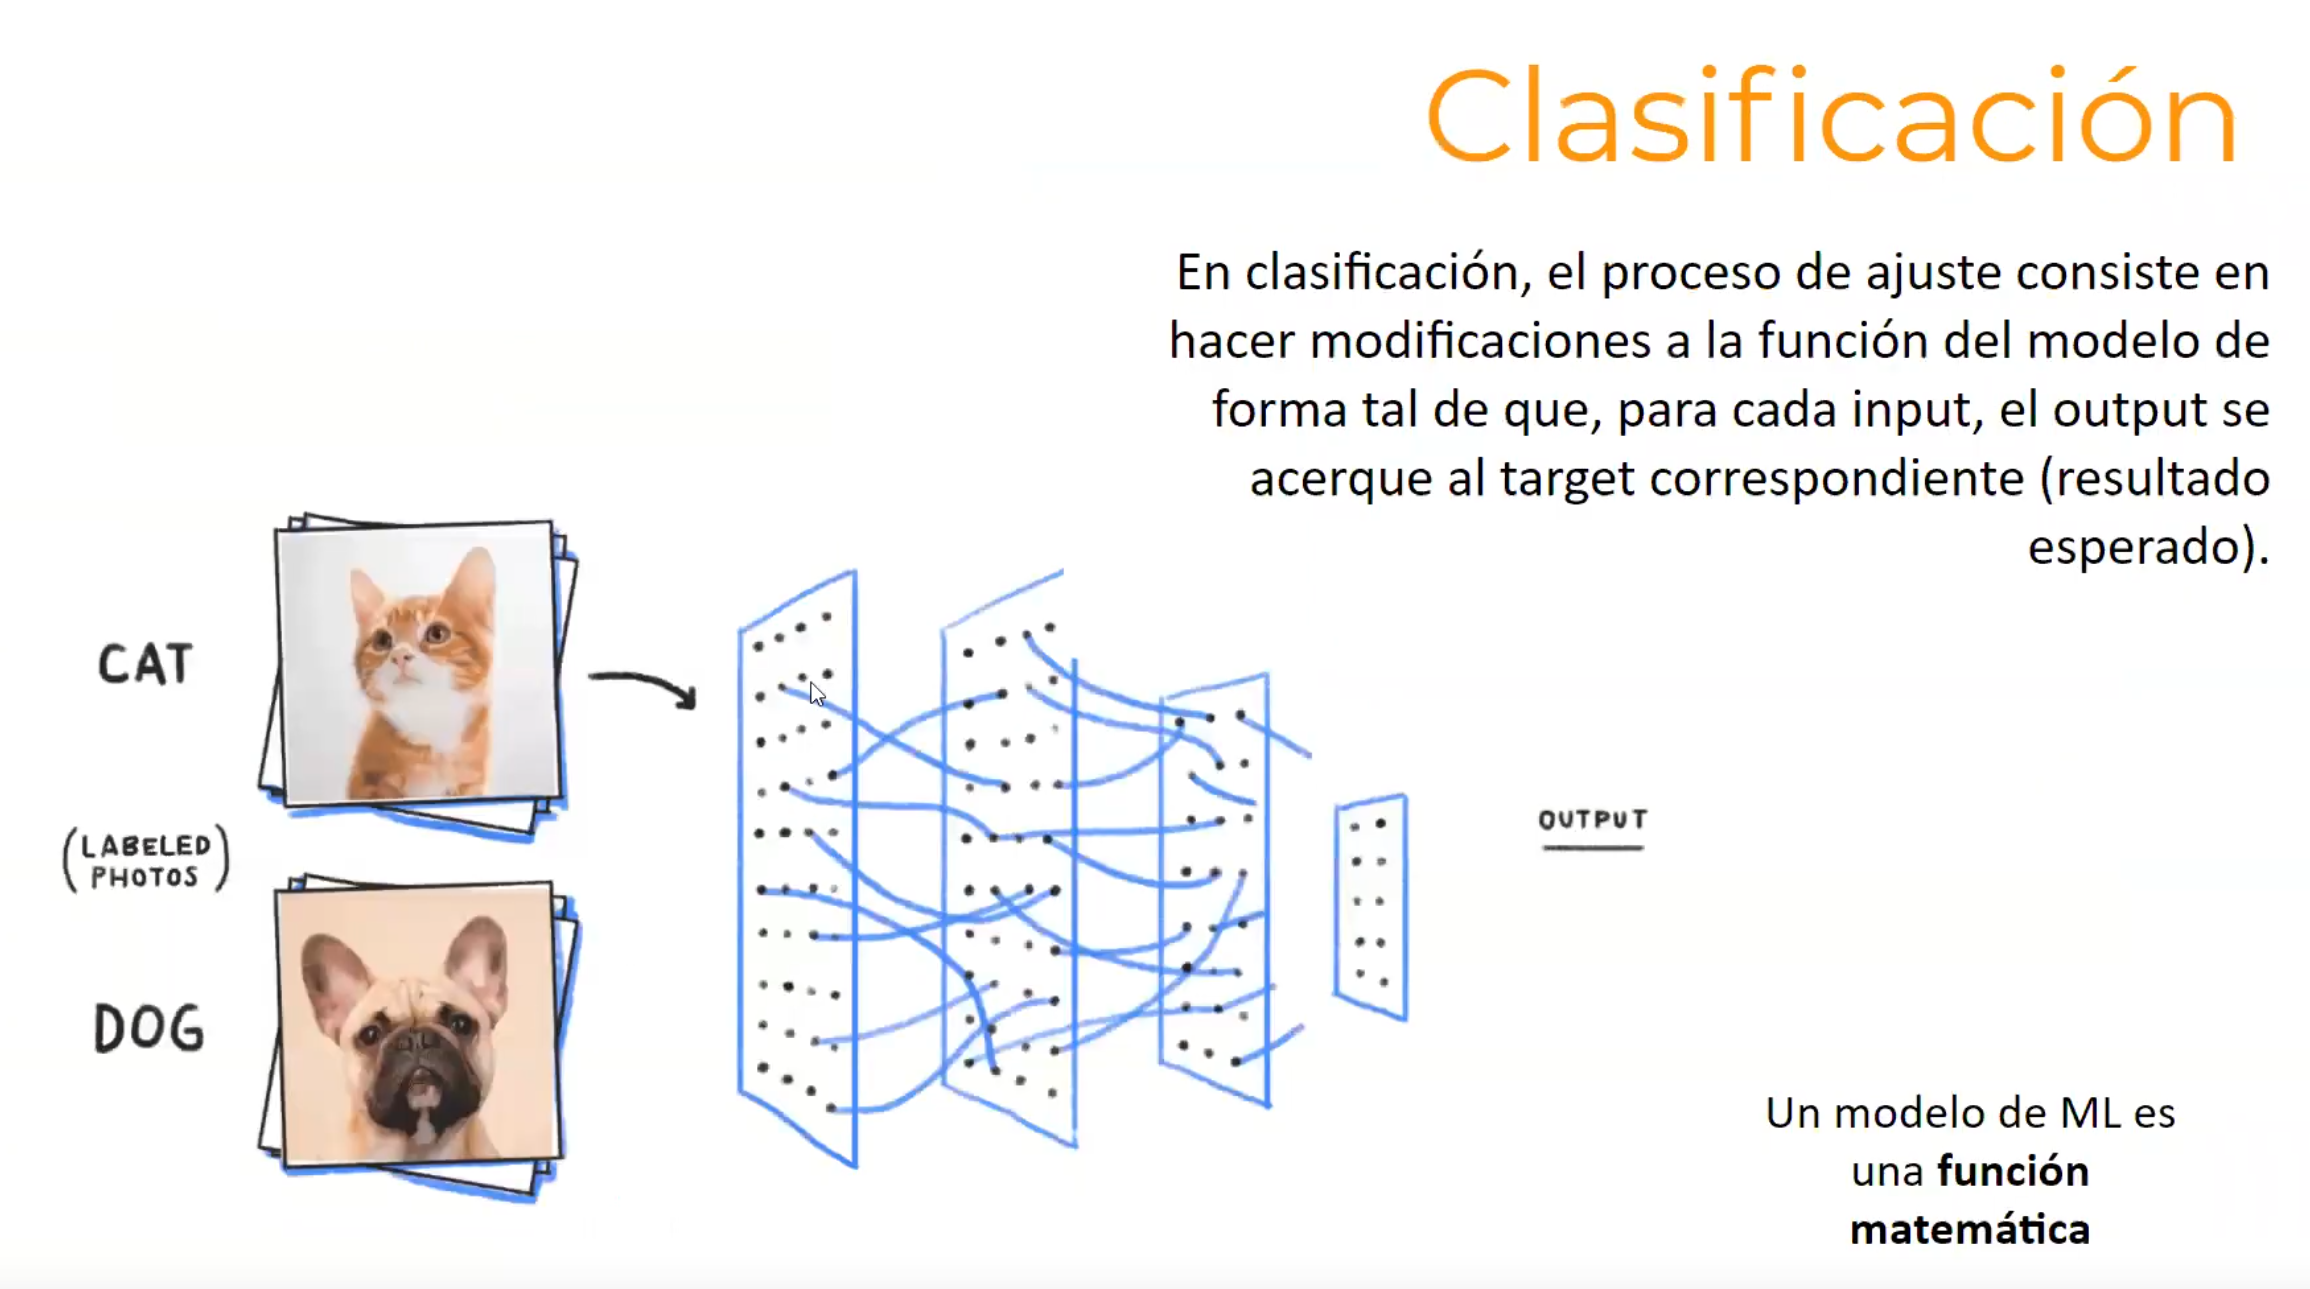 Clasificación
En clasificación, el proceso de ajuste consiste en
hacer modificaciones a la función del modelo de
forma tal de que, para cada input, el output se
acerque al target correspondiente (resultado
esperado).
CAT
(LABELED
PHOTOS)
DOG
OUTPUT
Un modelo de ML es
una función
matemática